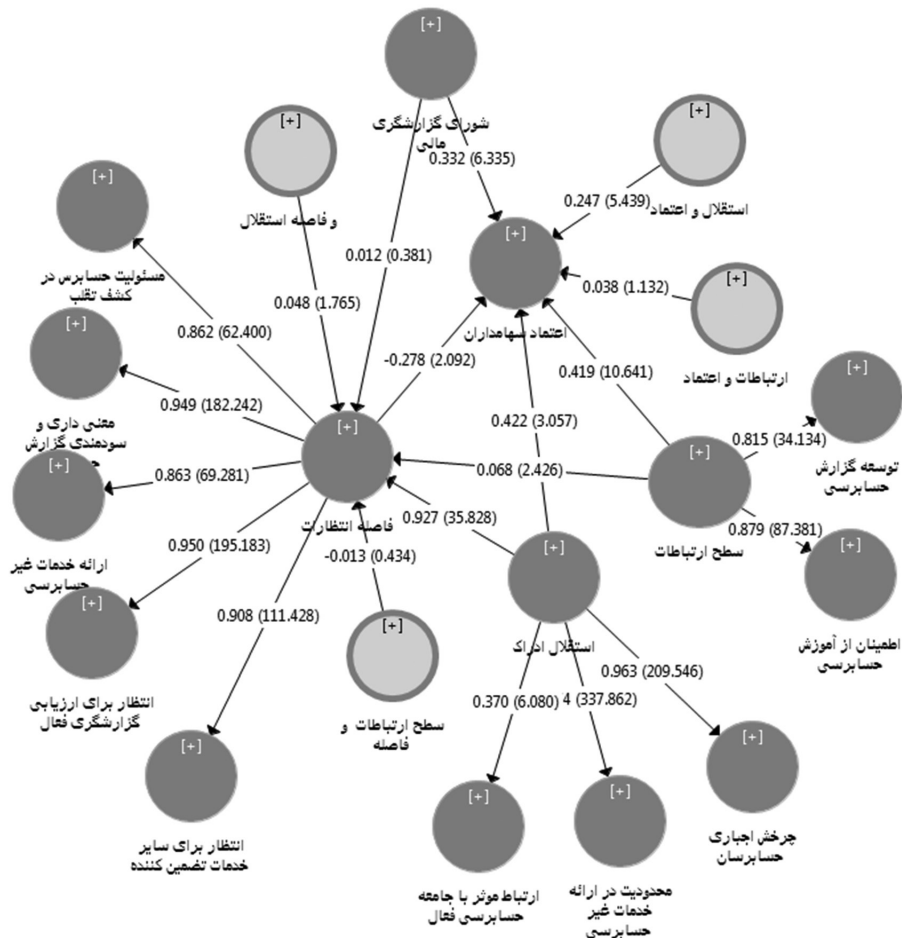 [+]
شورای گزارشگری
مالی
[+]
و فاصله استقلال
[+]
استقلال و اعتماد
[+]
مسئولیت حسابرس در
کشف تقلب
[+]
اعتماد سهامداران
[+]
ارتباطات و اعتماد
0.332 (6.335)
0.247 (5.439)
0.012 (0.381)
0.038 (1.132)
0.048 (1.765)
0.862 (62.400)
-0.278 (2.092)
0.419 (10.641)
[+]
معنی داری و
سودمندی گزارش
0.949 (182.242)
0.422 (3.057)
[+]
توسعه گزارش
حسابرسی
0.815 (34.134)
[+]
فاصله انتظارات
[+]
سطح ارتباطات
0.863 (69.281)
0.068 (2.426)
[+]
ارائه خدمات غیر
حسابرسی
0.950 (195.183)
0.927 (35.828)
0.879 (87.381)
-0.013 (0.434)
[+]
استقلال ادراک
[+]
اطمینان از آموزش
حسابرسی
[+]
انتظار برای ارزیابی
گزارشگری فعال
0.908 (111.428)
[+]
سطح ارتباطات و
فاصله
0.963 (209.546)
0.370 (6.080)
4 (337.862)
[+]
انتظار برای سایر
خدمات تضمین کننده
[+]
ارتباط موثر با جامعه
حسابرسی فعال
[+]
محدودیت در ارائه
خدمات غیر
حسابرسی
[+]
چرخش اجباری
حسابرسان